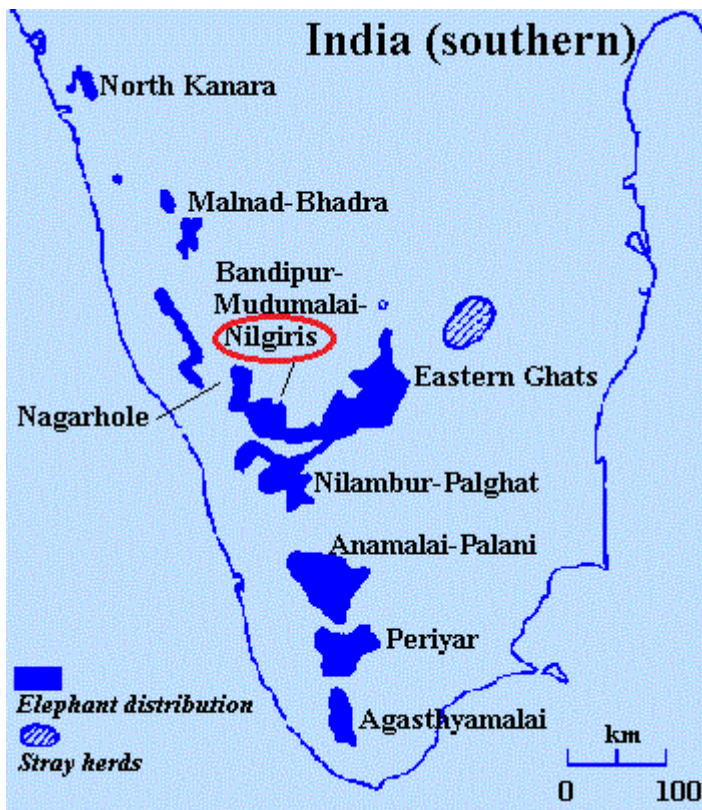 India (southern)
North Kanara
Malnad-Bhadra
Bandipur-
Mudumalai-
Nilgiris
Eastern Ghats
Nagarhole
Nilambur-Palghat
Anamalai-Palani
Periyar
Elephant distribution
Agasthyamalai
Stray herds
km
0 100